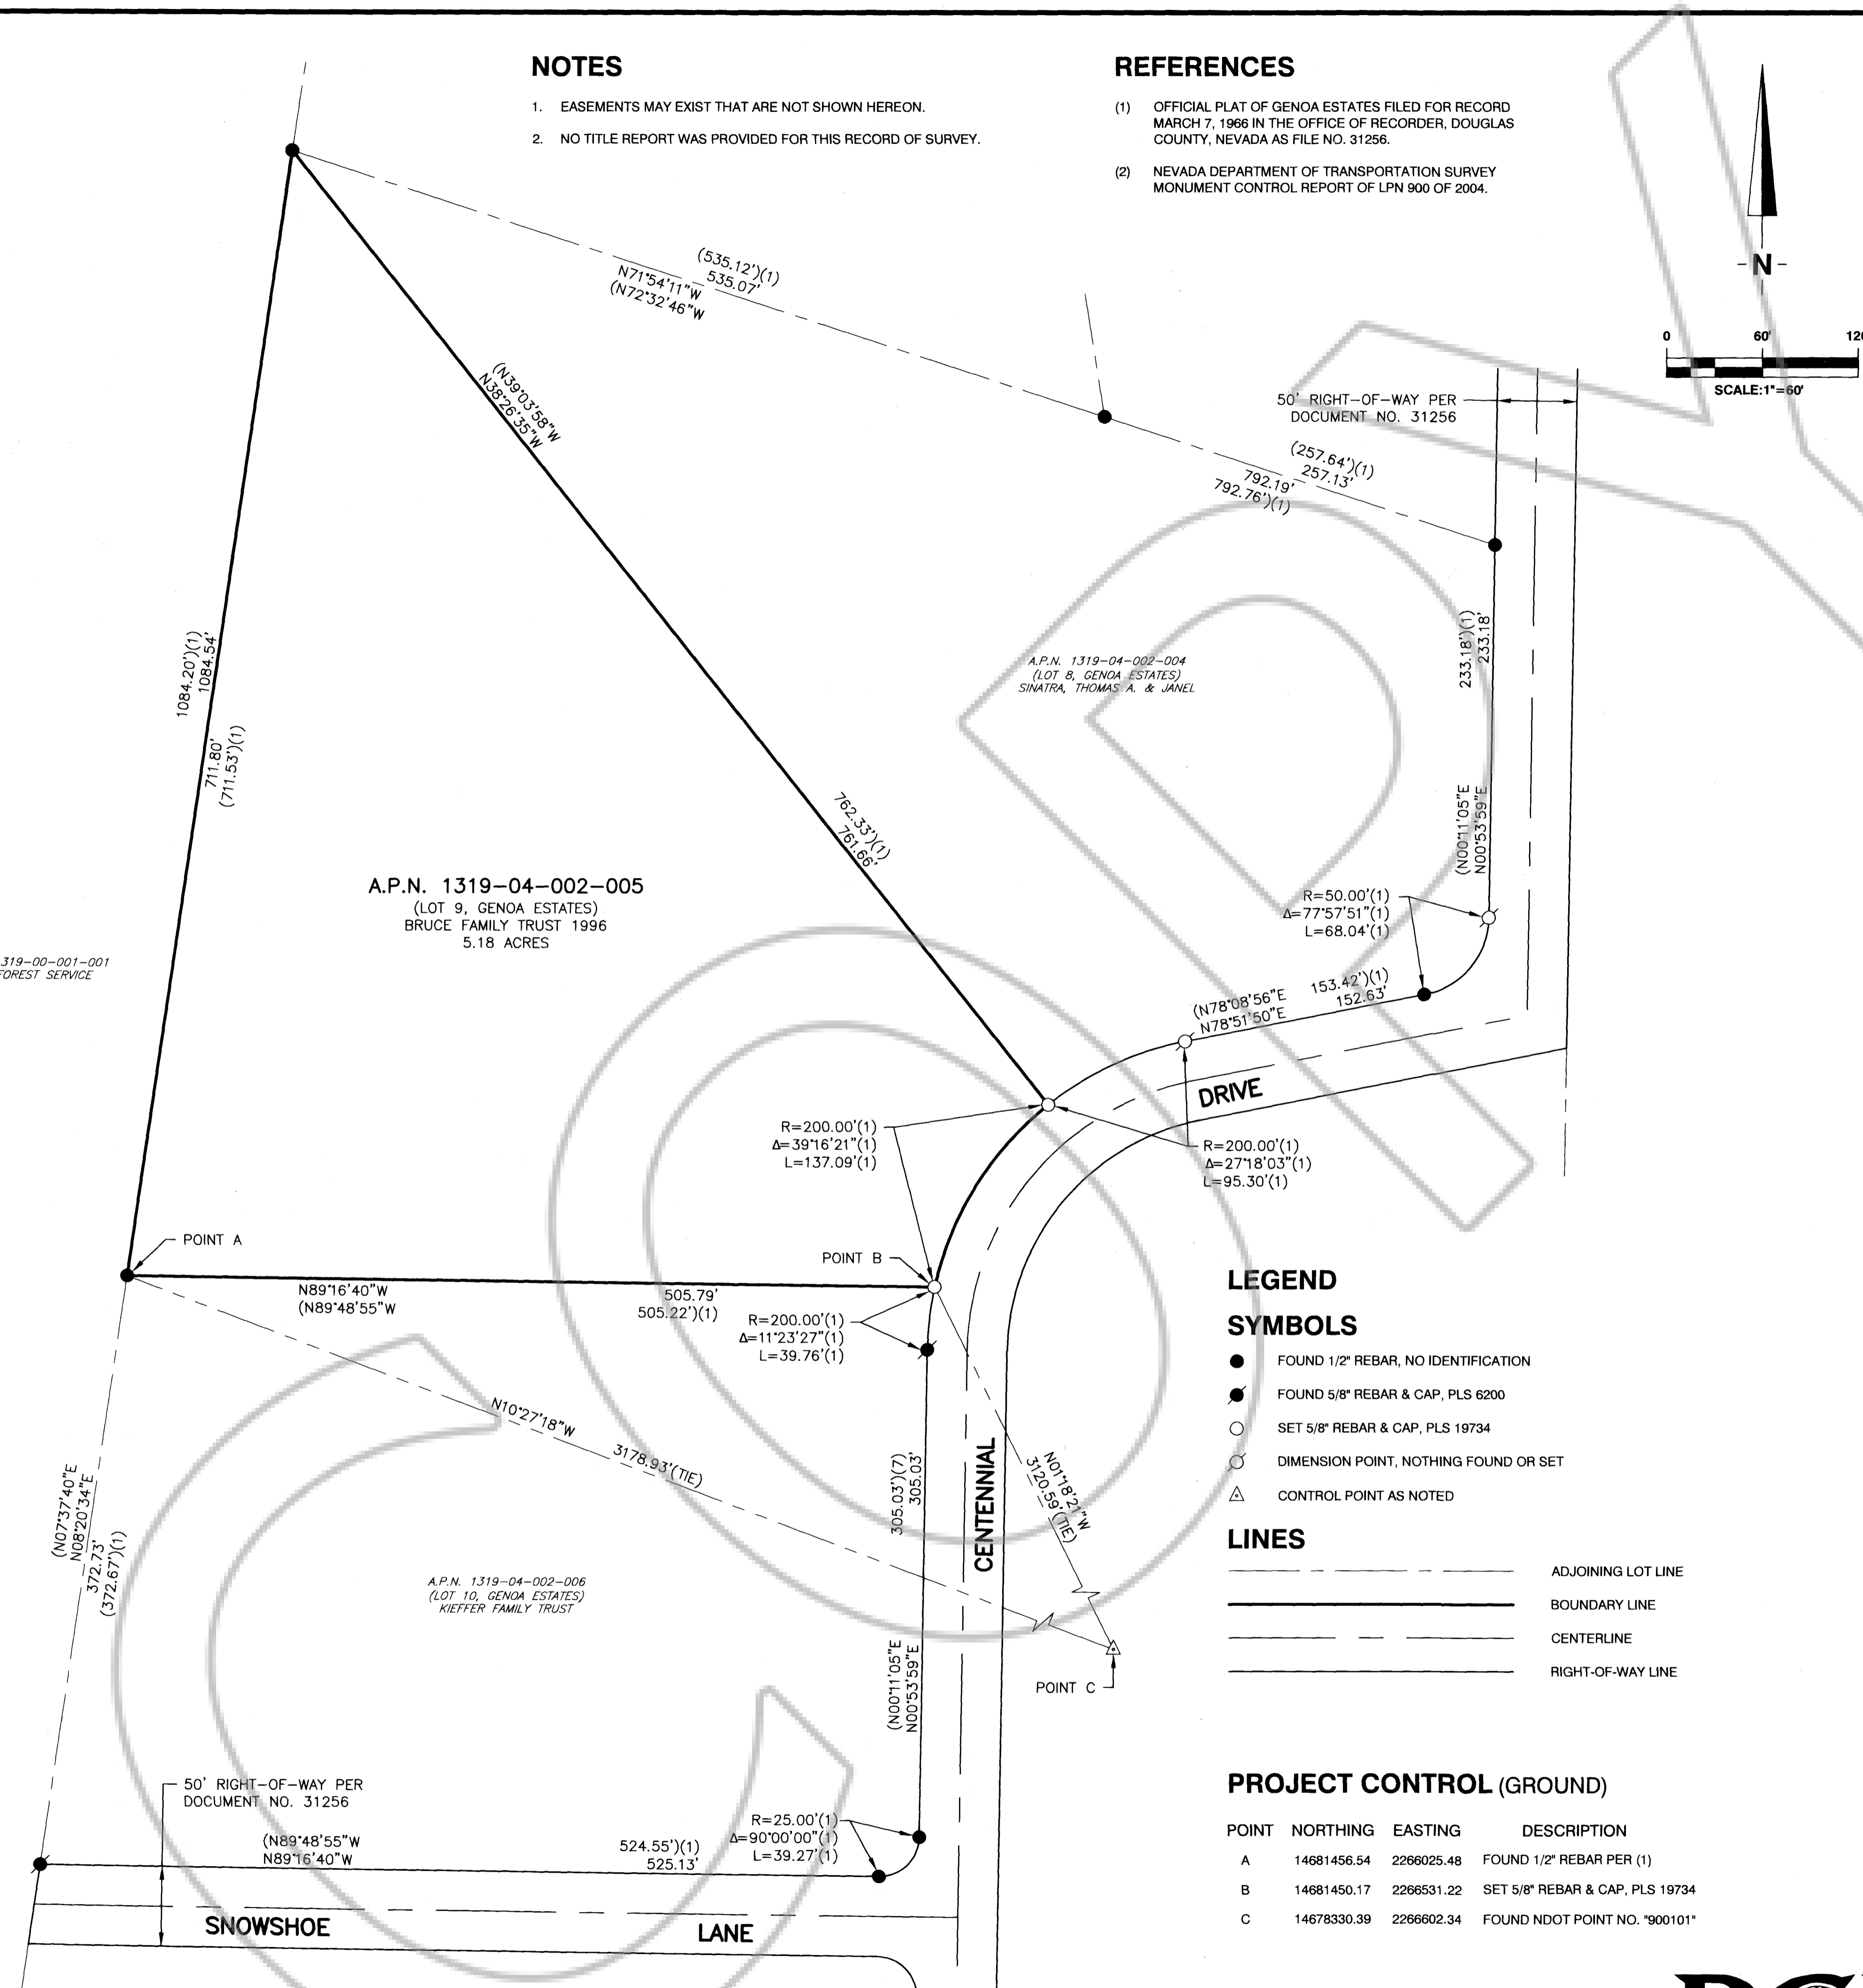 NOTES
1. EASEMENTS MAY EXIST THAT ARE NOT SHOWN HEREON.
2. NO TITLE REPORT WAS PROVIDED FOR THIS RECORD OF SURVEY.
REFERENCES
(1) OFFICIAL PLAT OF GENOA ESTATES FILED FOR RECORD
MARCH 7, 1966 IN THE OFFICE OF RECORDER, DOUGLAS
COUNTY, NEVADA AS FILE NO. 31256.
(2) NEVADA DEPARTMENT OF TRANSPORTATION SURVEY
MONUMENT CONTROL REPORT OF LPN 900 OF 2004.
N
0 60' 120
SCALE:1"=60'
(535.12')(1)
535.07'
N71°54'11"W
(N72°32'46"W
(N39°03'58"W
N38°26'35"W
50' RIGHT-OF-WAY PER
DOCUMENT NO. 31256
(257.64')(1)
257.13'
792.19'
792.76')(1)
1084.20')(1)
1084.54'
711.80'
(711.53')(1)
A.P.N. 1319-04-002-004
(LOT 8, GENOA ESTATES)
SINATRA, THOMAS A. & JANEL
233.18')(1)
233.18'
(N00°11'05"E
N00°53'59"E
762.33')(1)
761.66'
A.P.N. 1319-04-002-005
(LOT 9, GENOA ESTATES)
BRUCE FAMILY TRUST 1996
5.18 ACRES
319-00-001-001
FOREST SERVICE
R=50.00'(1)
Δ=77°57'51"(1)
L=68.04'(1)
(N78°08'56"E
N78°51'50"E
153.42')(1)
152.63'
DRIVE
R=200.00'(1)
Δ=39°16'21"(1)
L=137.09'(1)
R=200.00'(1)
Δ=27°18'03"(1)
L=95.30'(1)
POINT A
POINT B
N89°16'40"W
(N89°48'55"W
505.79'
505.22')(1)
R=200.00'(1)
Δ=11°23'27"(1)
L=39.76'(1)
N10°27'18"W
3178.93'(TIE)
N01°18'21"W
3120.59'(TIE)
305.03')(7)
305.03'
CENTENNIAL
(N07°37'40"E
N08°20'34"E
372.73'
(372.67')(1)
A.P.N. 1319-04-002-006
(LOT 10, GENOA ESTATES)
KIEFFER FAMILY TRUST
(N00°11'05"E
N00°53'59"E
POINT C
50' RIGHT-OF-WAY PER
DOCUMENT NO. 31256
(N89°48'55"W
N89°16'40"W
524.55')(1)
525.13'
R=25.00'(1)
Δ=90°00'00"(1)
L=39.27'(1)
SNOWSHOE LANE
LEGEND
SYMBOLS
FOUND 1/2" REBAR, NO IDENTIFICATION
FOUND 5/8" REBAR & CAP, PLS 6200
SET 5/8" REBAR & CAP, PLS 19734
DIMENSION POINT, NOTHING FOUND OR SET
CONTROL POINT AS NOTED
LINES
ADJOINING LOT LINE
BOUNDARY LINE
CENTERLINE
RIGHT-OF-WAY LINE
PROJECT CONTROL (GROUND)
POINT NORTHING EASTING DESCRIPTION
A 14681456.54 2266025.48 FOUND 1/2" REBAR PER (1)
B 14681450.17 2266531.22 SET 5/8" REBAR & CAP, PLS 19734
C 14678330.39 2266602.34 FOUND NDOT POINT NO. "900101"
COPY